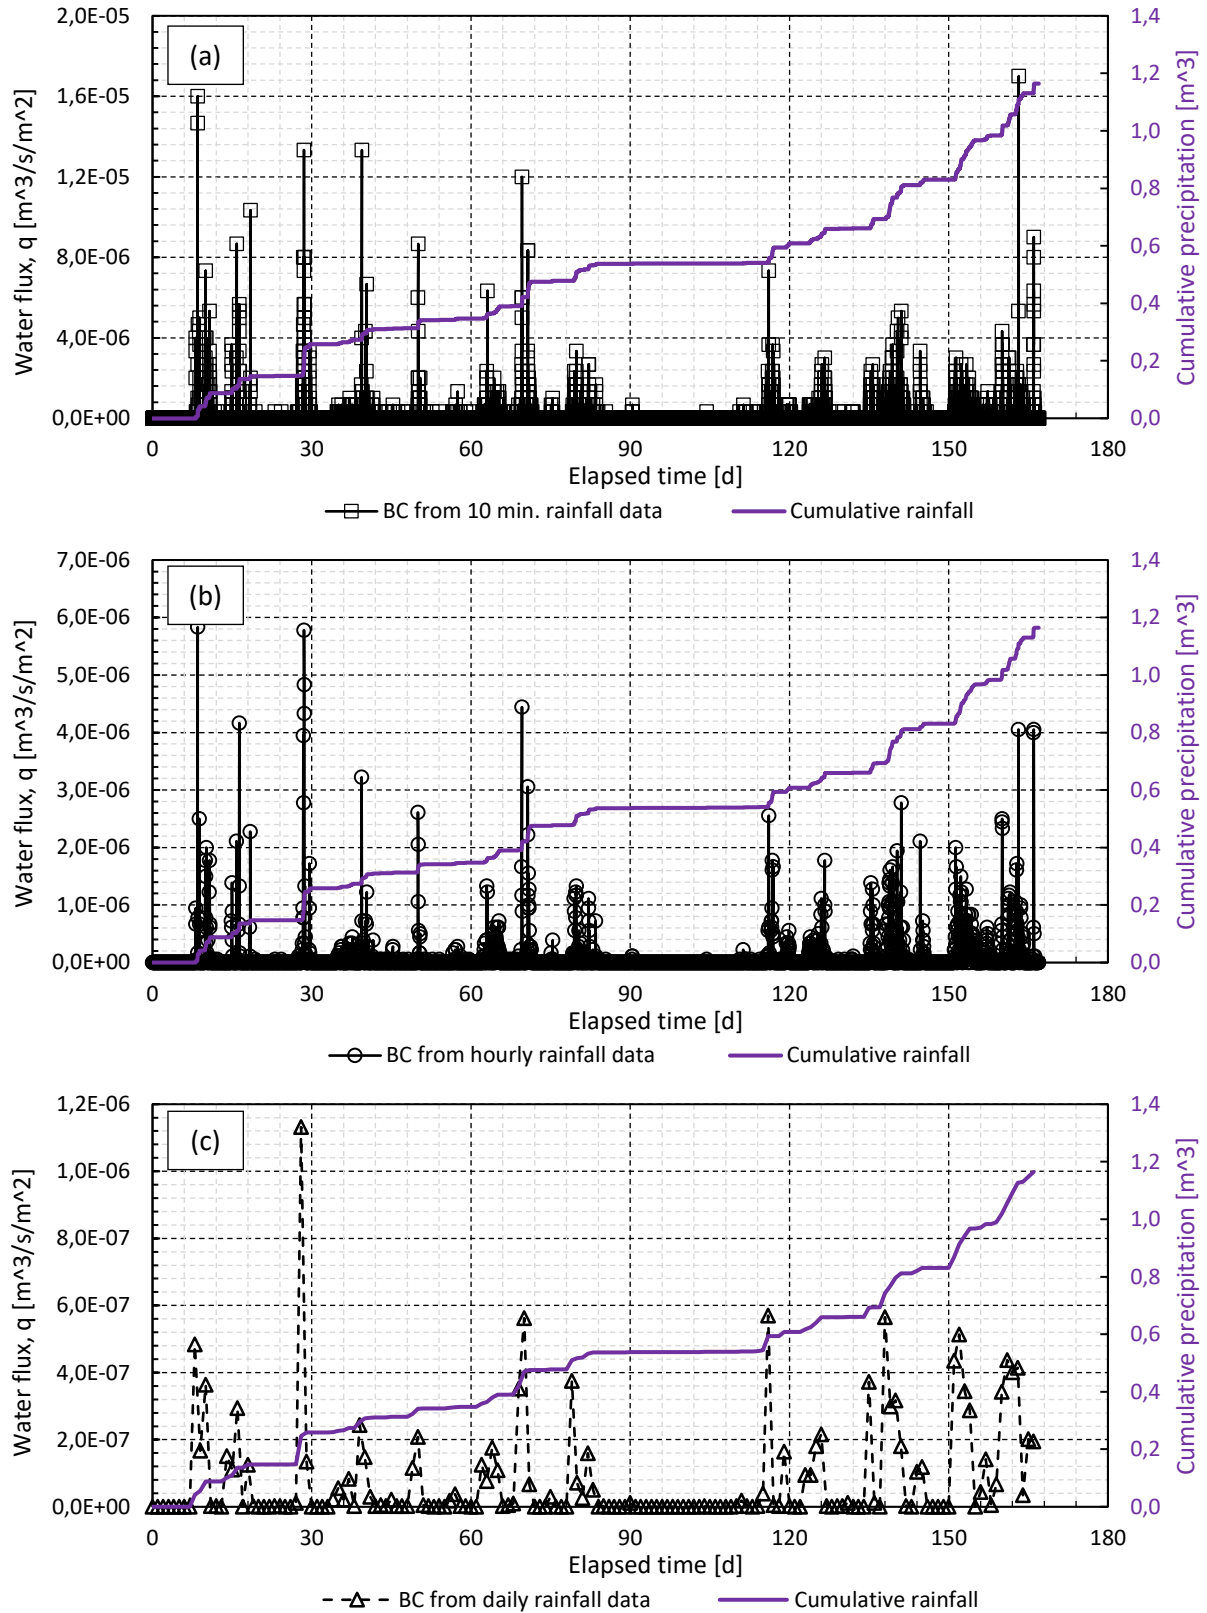 (a)
Water flux, q [m^3/s/m^2]
2,0E-05
1,6E-05
1,2E-05
8,0E-06
4,0E-06
0,0E+00
0 30 60 90 120 150 180
Elapsed time [d]
1,4
1,2
1,0
0,8
0,6
0,4
0,2
0,0
Cumulative precipitation [m^3]
BC from 10 min. rainfall data Cumulative rainfall
(b)
Water flux, q [m^3/s/m^2]
7,0E-06
6,0E-06
5,0E-06
4,0E-06
3,0E-06
2,0E-06
1,0E-06
0,0E+00
0 30 60 90 120 150 180
Elapsed time [d]
1,4
1,2
1,0
0,8
0,6
0,4
0,2
0,0
Cumulative precipitation [m^3]
BC from hourly rainfall data Cumulative rainfall
(c)
Water flux, q [m^3/s/m^2]
1,2E-06
1,0E-06
8,0E-07
6,0E-07
4,0E-07
2,0E-07
0,0E+00
0 30 60 90 120 150 180
Elapsed time [d]
1,4
1,2
1,0
0,8
0,6
0,4
0,2
0,0
Cumulative precipitation [m^3]
BC from daily rainfall data Cumulative rainfall